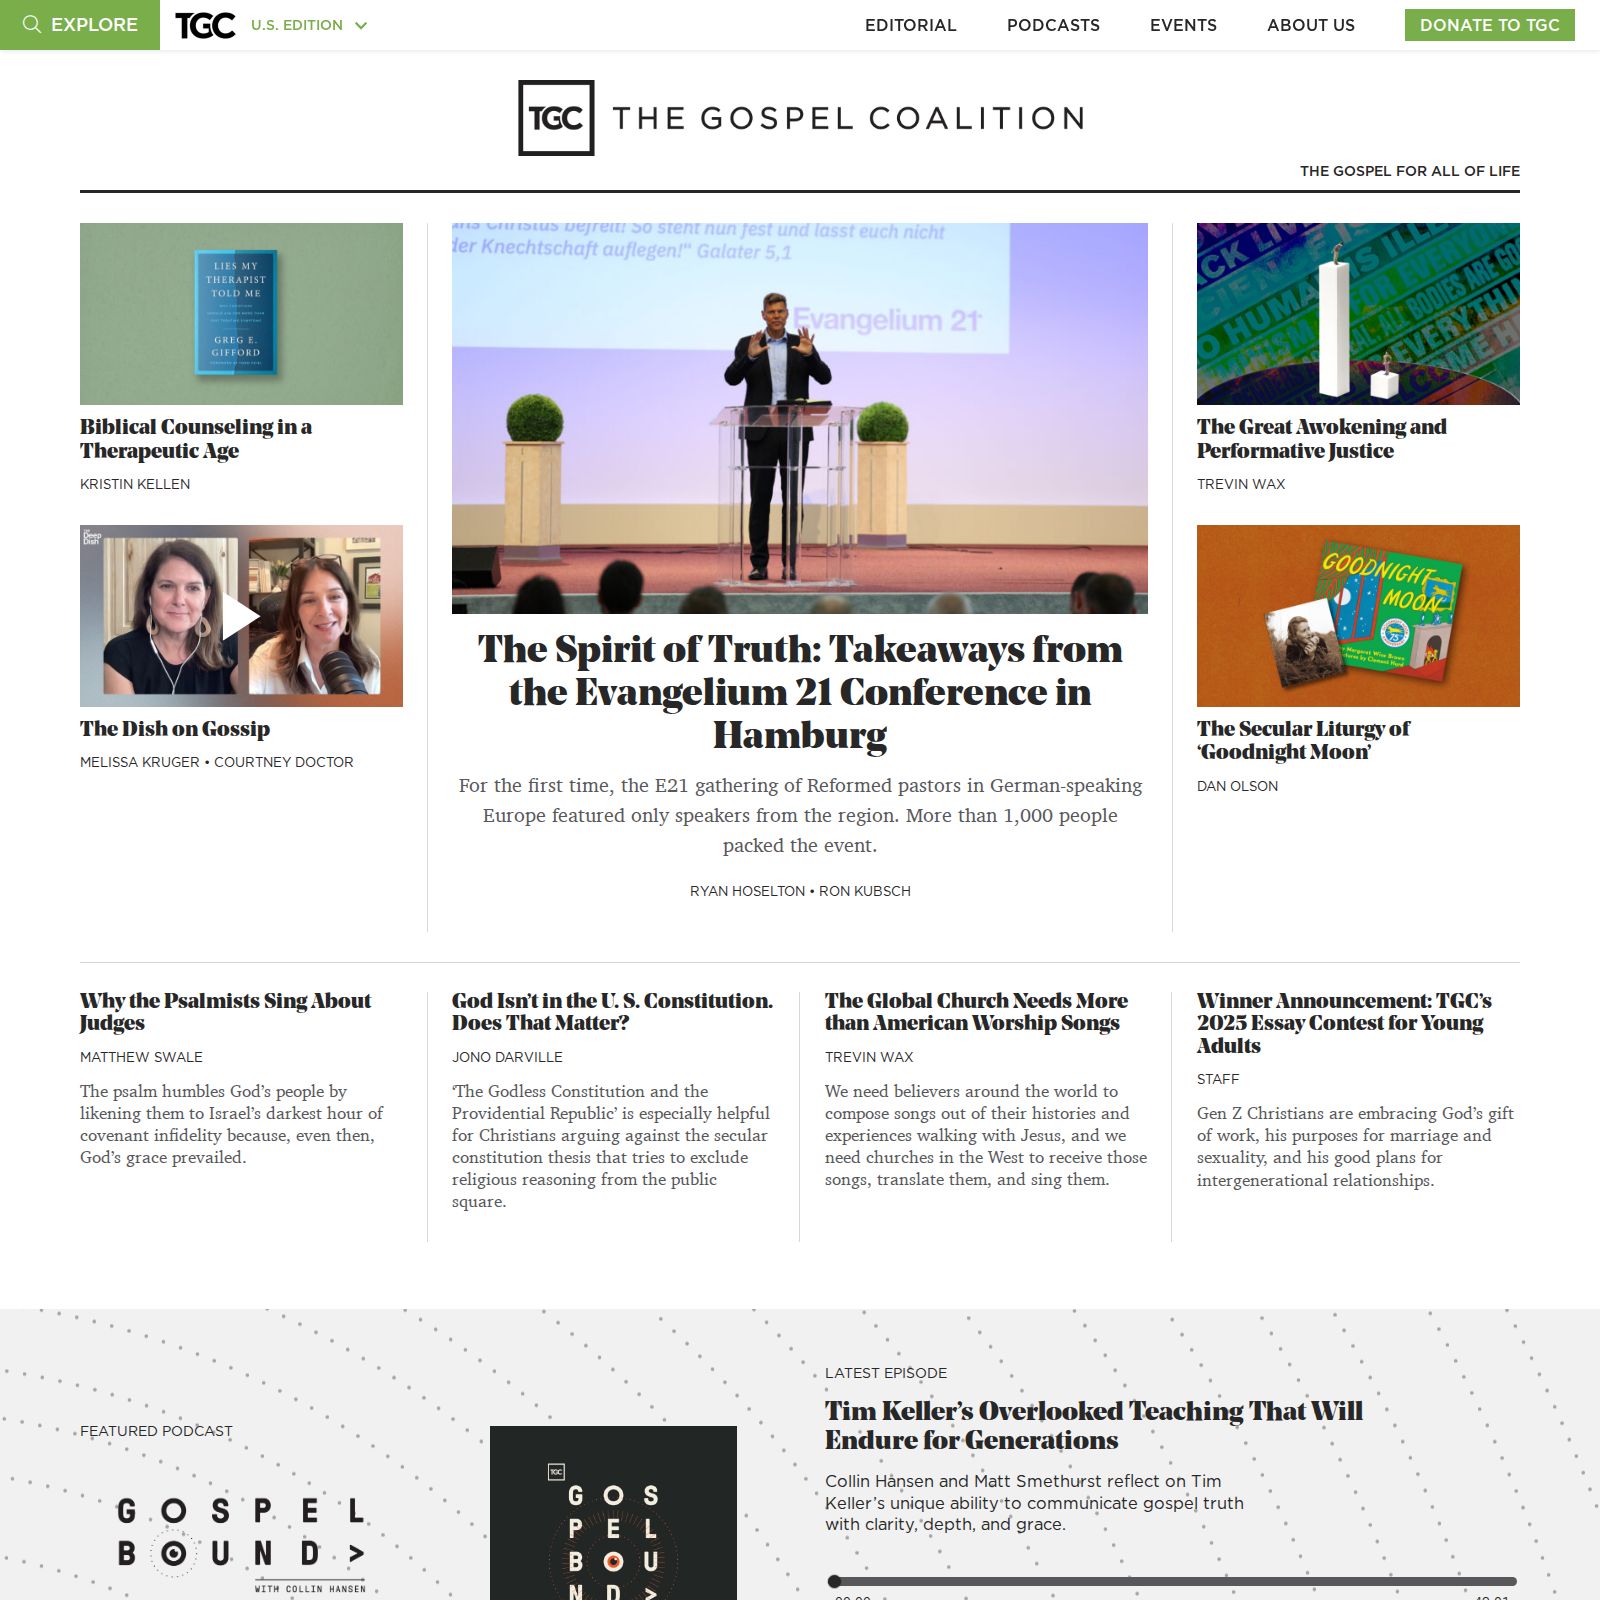 EXPLORE
TGC
U.S. EDITION
EDITORIAL
PODCASTS
EVENTS
ABOUT US
DONATE TO TGC
TGC THE GOSPEL COALITION
THE GOSPEL FOR ALL OF LIFE
LIES MY
THERAPIST
TOLD ME
GREG E.
GIFFORD
Biblical Counseling in a
Therapeutic Age
KRISTIN KELLEN
Deep
Dish
The Dish on Gossip
MELISSA KRUGER • COURTNEY DOCTOR
Christus befreit! So steht nun fest und lasst euch nicht
der Knechtschaft auflegen!" Galater 5,1
Evangelium 21
The Spirit of Truth: Takeaways from
the Evangelium 21 Conference in
Hamburg
For the first time, the E21 gathering of Reformed pastors in German-speaking
Europe featured only speakers from the region. More than 1,000 people
packed the event.
RYAN HOSELTON • RON KUBSCH
The Great Awokening and
Performative Justice
TREVIN WAX
GOODNIGHT
MOON
Margaret Wise Brown
Pictures by Clement Hurd
75
The Secular Liturgy of
‘Goodnight Moon’
DAN OLSON
Why the Psalmists Sing About
Judges
MATTHEW SWALE
The psalm humbles God’s people by
likening them to Israel’s darkest hour of
covenant infidelity because, even then,
God’s grace prevailed.
God Isn’t in the U. S. Constitution.
Does That Matter?
JONO DARVILLE
‘The Godless Constitution and the
Providential Republic’ is especially helpful
for Christians arguing against the secular
constitution thesis that tries to exclude
religious reasoning from the public
square.
The Global Church Needs More
than American Worship Songs
TREVIN WAX
We need believers around the world to
compose songs out of their histories and
experiences walking with Jesus, and we
need churches in the West to receive those
songs, translate them, and sing them.
Winner Announcement: TGC’s
2025 Essay Contest for Young
Adults
STAFF
Gen Z Christians are embracing God’s gift
of work, his purposes for marriage and
sexuality, and his good plans for
intergenerational relationships.
FEATURED PODCAST
GOSPEL
BOUND >
WITH COLLIN HANSEN
TGC
GOS
PEL
BOU
ND>
LATEST EPISODE
Tim Keller’s Overlooked Teaching That Will
Endure for Generations
Collin Hansen and Matt Smethurst reflect on Tim
Keller’s unique ability to communicate gospel truth
with clarity, depth, and grace.